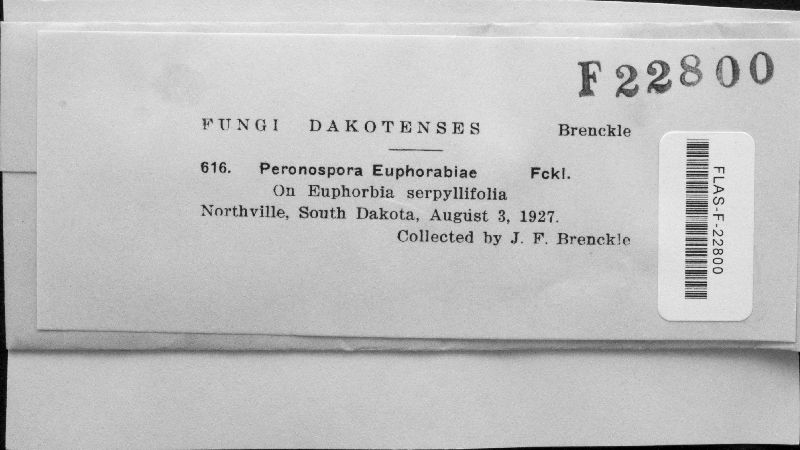 F22800
FUNGI DAKOTENSES Brenckle
616. Peronospora Euphorabiae Fckl.
On Euphorbia serpyllifolia
Northville, South Dakota, August 3, 1927.
Collected by J. F. Brenckle
FLAS-F-22800